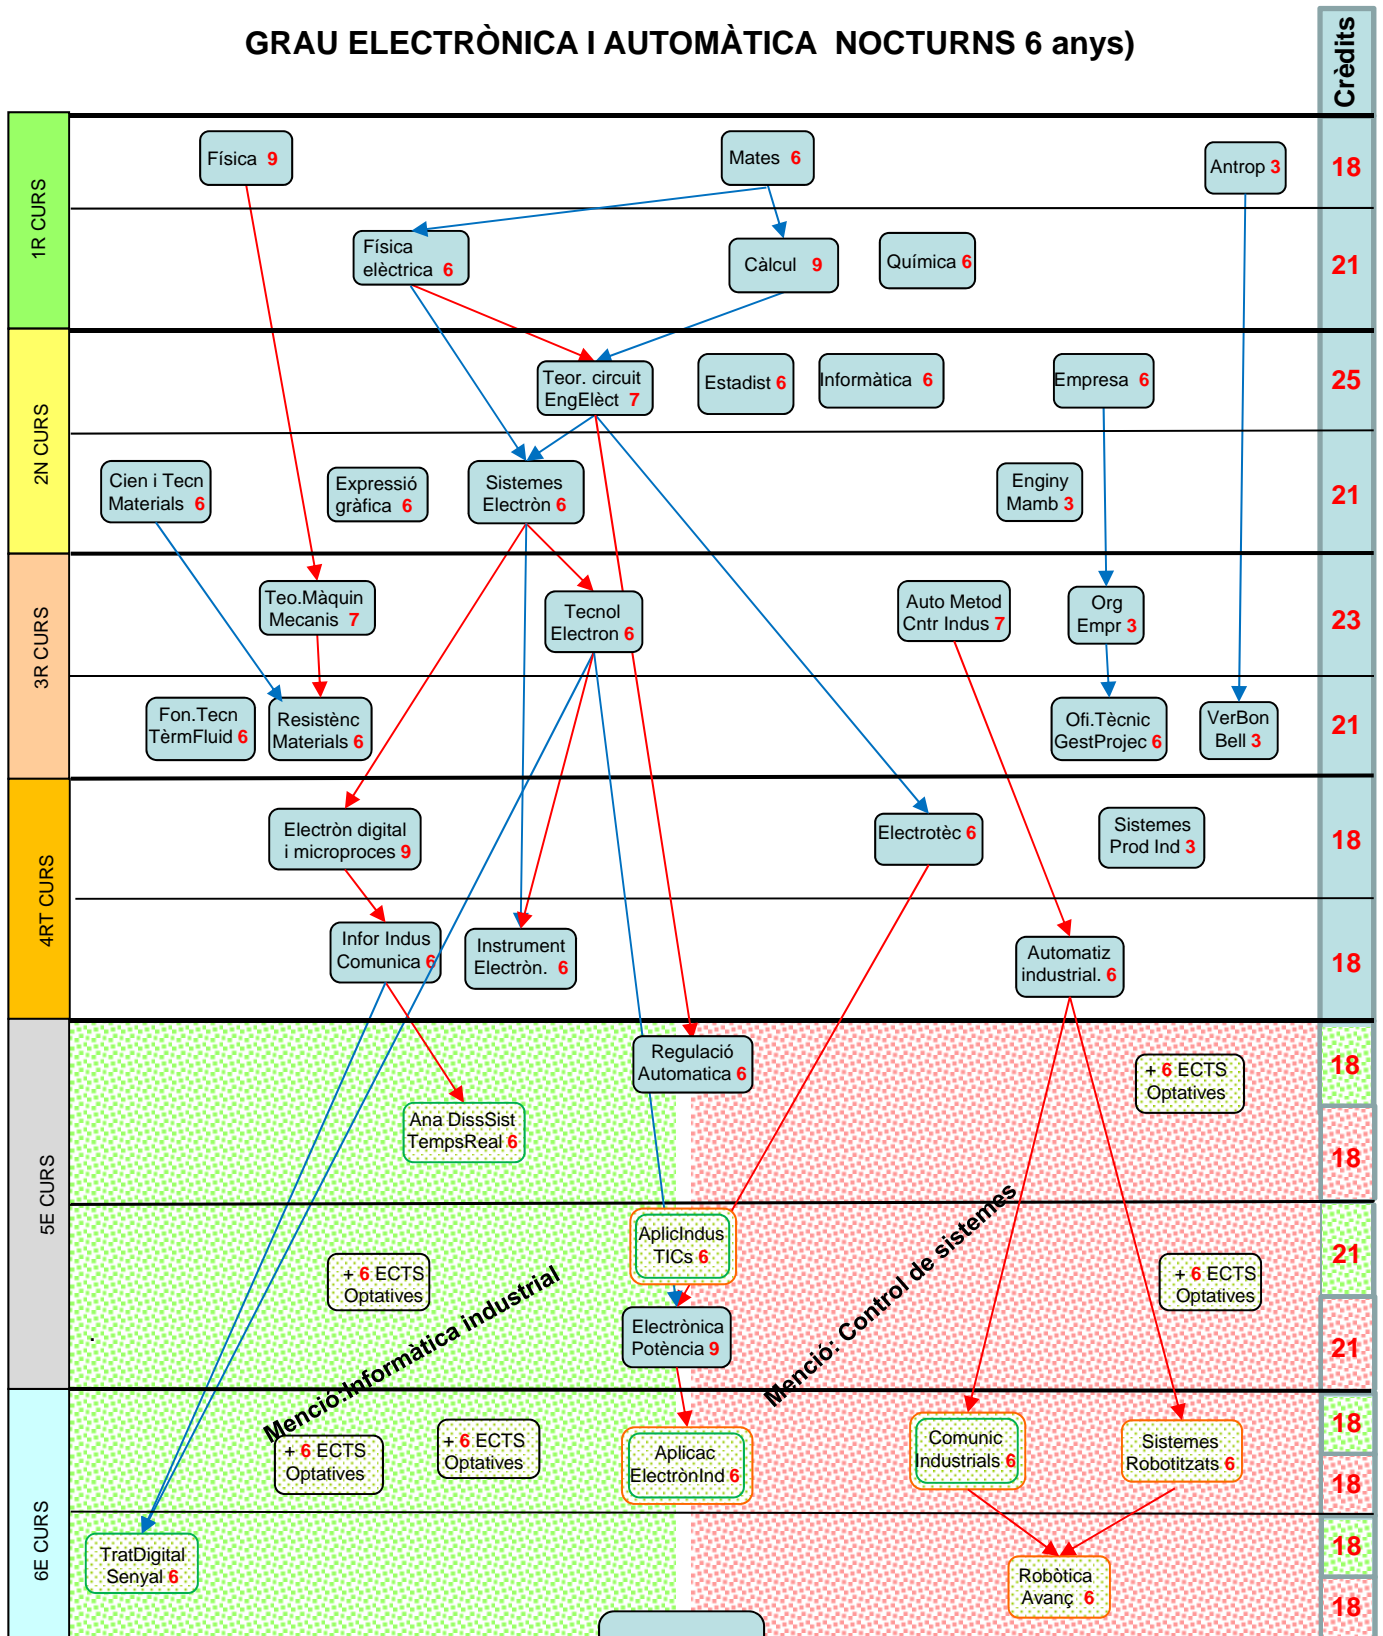 GRAU ELECTRÒNICA I AUTOMÀTICA NOCTURNS 6 anys)
Crèdits
1R CURS
Física 9
Mates 6
Antrop 3
18
Física
elèctrica 6
Càlcul 9
Química 6
21
2N CURS
Teor. circuit
EngElèct 7
Estadist 6
Informàtica 6
Empresa 6
25
Cien i Tecn
Materials 6
Expressió
gràfica 6
Sistemes
Electròn 6
Enginy
Mamb 3
21
3R CURS
Teo.Màquin
Mecanis 7
Tecnol
Electron 6
Auto Metod
Cntr Indus 7
Org
Empr 3
23
Fon.Tecn
TèrmFluid 6
Resistènc
Materials 6
Ofi.Tècnic
GestProjec 6
VerBon
Bell 3
21
4RT CURS
Electròn digital
i microproces 9
Electrotèc 6
Sistemes
Prod Ind 3
18
Infor Indus
Comunica 6
Instrument
Electròn. 6
Automatiz
industrial. 6
18
5E CURS
Regulació
Automatica 6
+ 6 ECTS
Optatives
18
Ana DissSist
TempsReal 6
18
AplicIndus
TICs 6
+ 6 ECTS
Optatives
+ 6 ECTS
Optatives
21
Menció:Informàtica industrial
Menció: Control de sistemes
.
Electrònica
Potència 9
21
6E CURS
+ 6 ECTS
Optatives
+ 6 ECTS
Optatives
Aplicac
ElectrònInd 6
Comunic
Industrials 6
Sistemes
Robotitzats 6
18
18
TratDigital
Senyal 6
Robòtica
Avanç 6
18
18